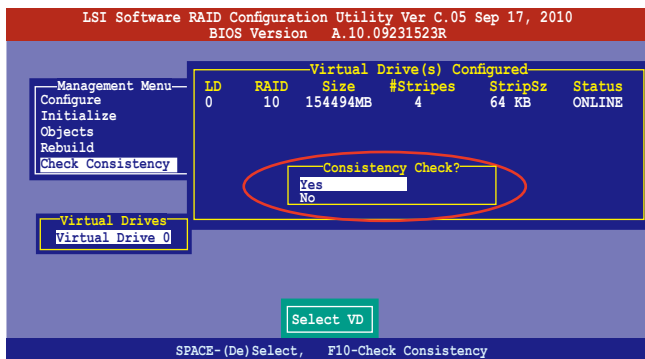 LSI Software RAID Configuration Utility Ver C.05 Sep 17, 2010
BIOS Version A.10.09231523R
Virtual Drive(s) Configured
LD RAID Size #Stripes StripSz Status
0 10 154494MB 4 64 KB ONLINE
Management Menu
Configure
Initialize
Objects
Rebuild
Check Consistency
Consistency Check?
Yes
No
Virtual Drives
Virtual Drive 0
Select VD
SPACE-(De)Select, F10-Check Consistency